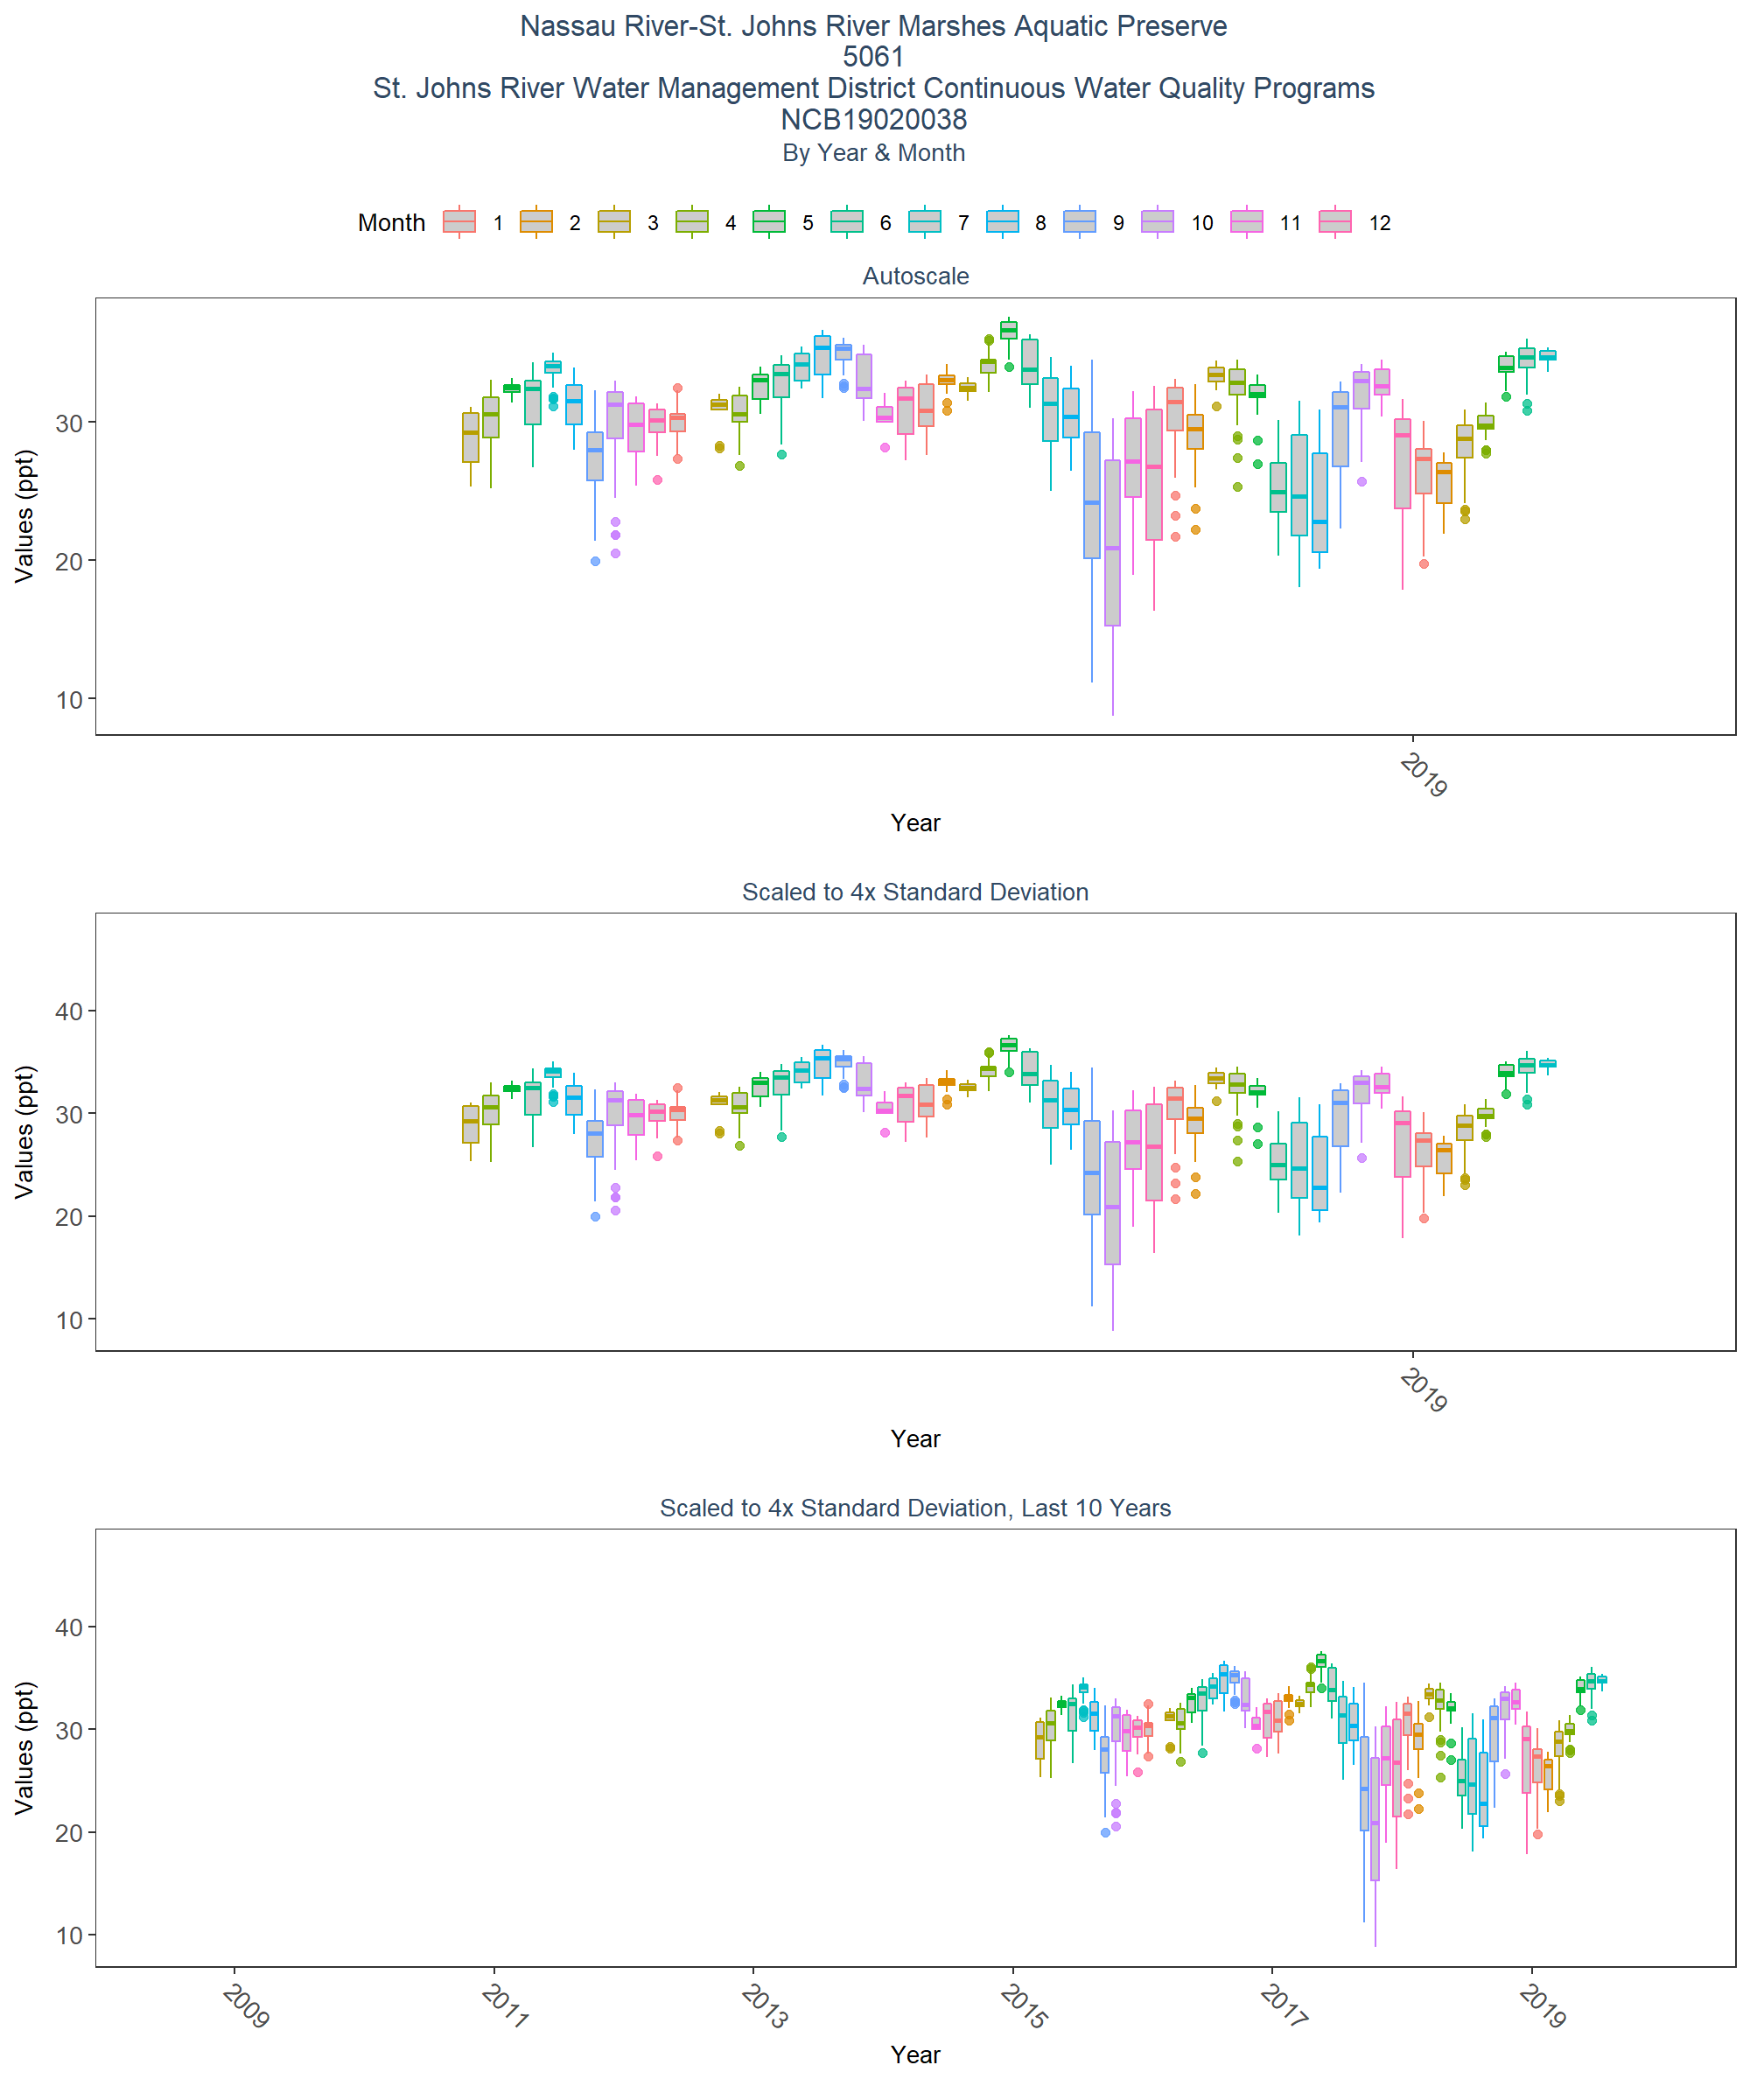 Nassau River-St. Johns River Marshes Aquatic Preserve
5061
St. Johns River Water Management District Continuous Water Quality Programs
NCB19020038
By Year & Month
Month 1 2 3 4 5 6 7 8 9 10 11 12
Autoscale
Values (ppt)
30
20
10
2019
Year
Scaled to 4x Standard Deviation
Values (ppt)
40
30
20
10
2019
Year
Scaled to 4x Standard Deviation, Last 10 Years
Values (ppt)
40
30
20
10
2009 2011 2013 2015 2017 2019
Year